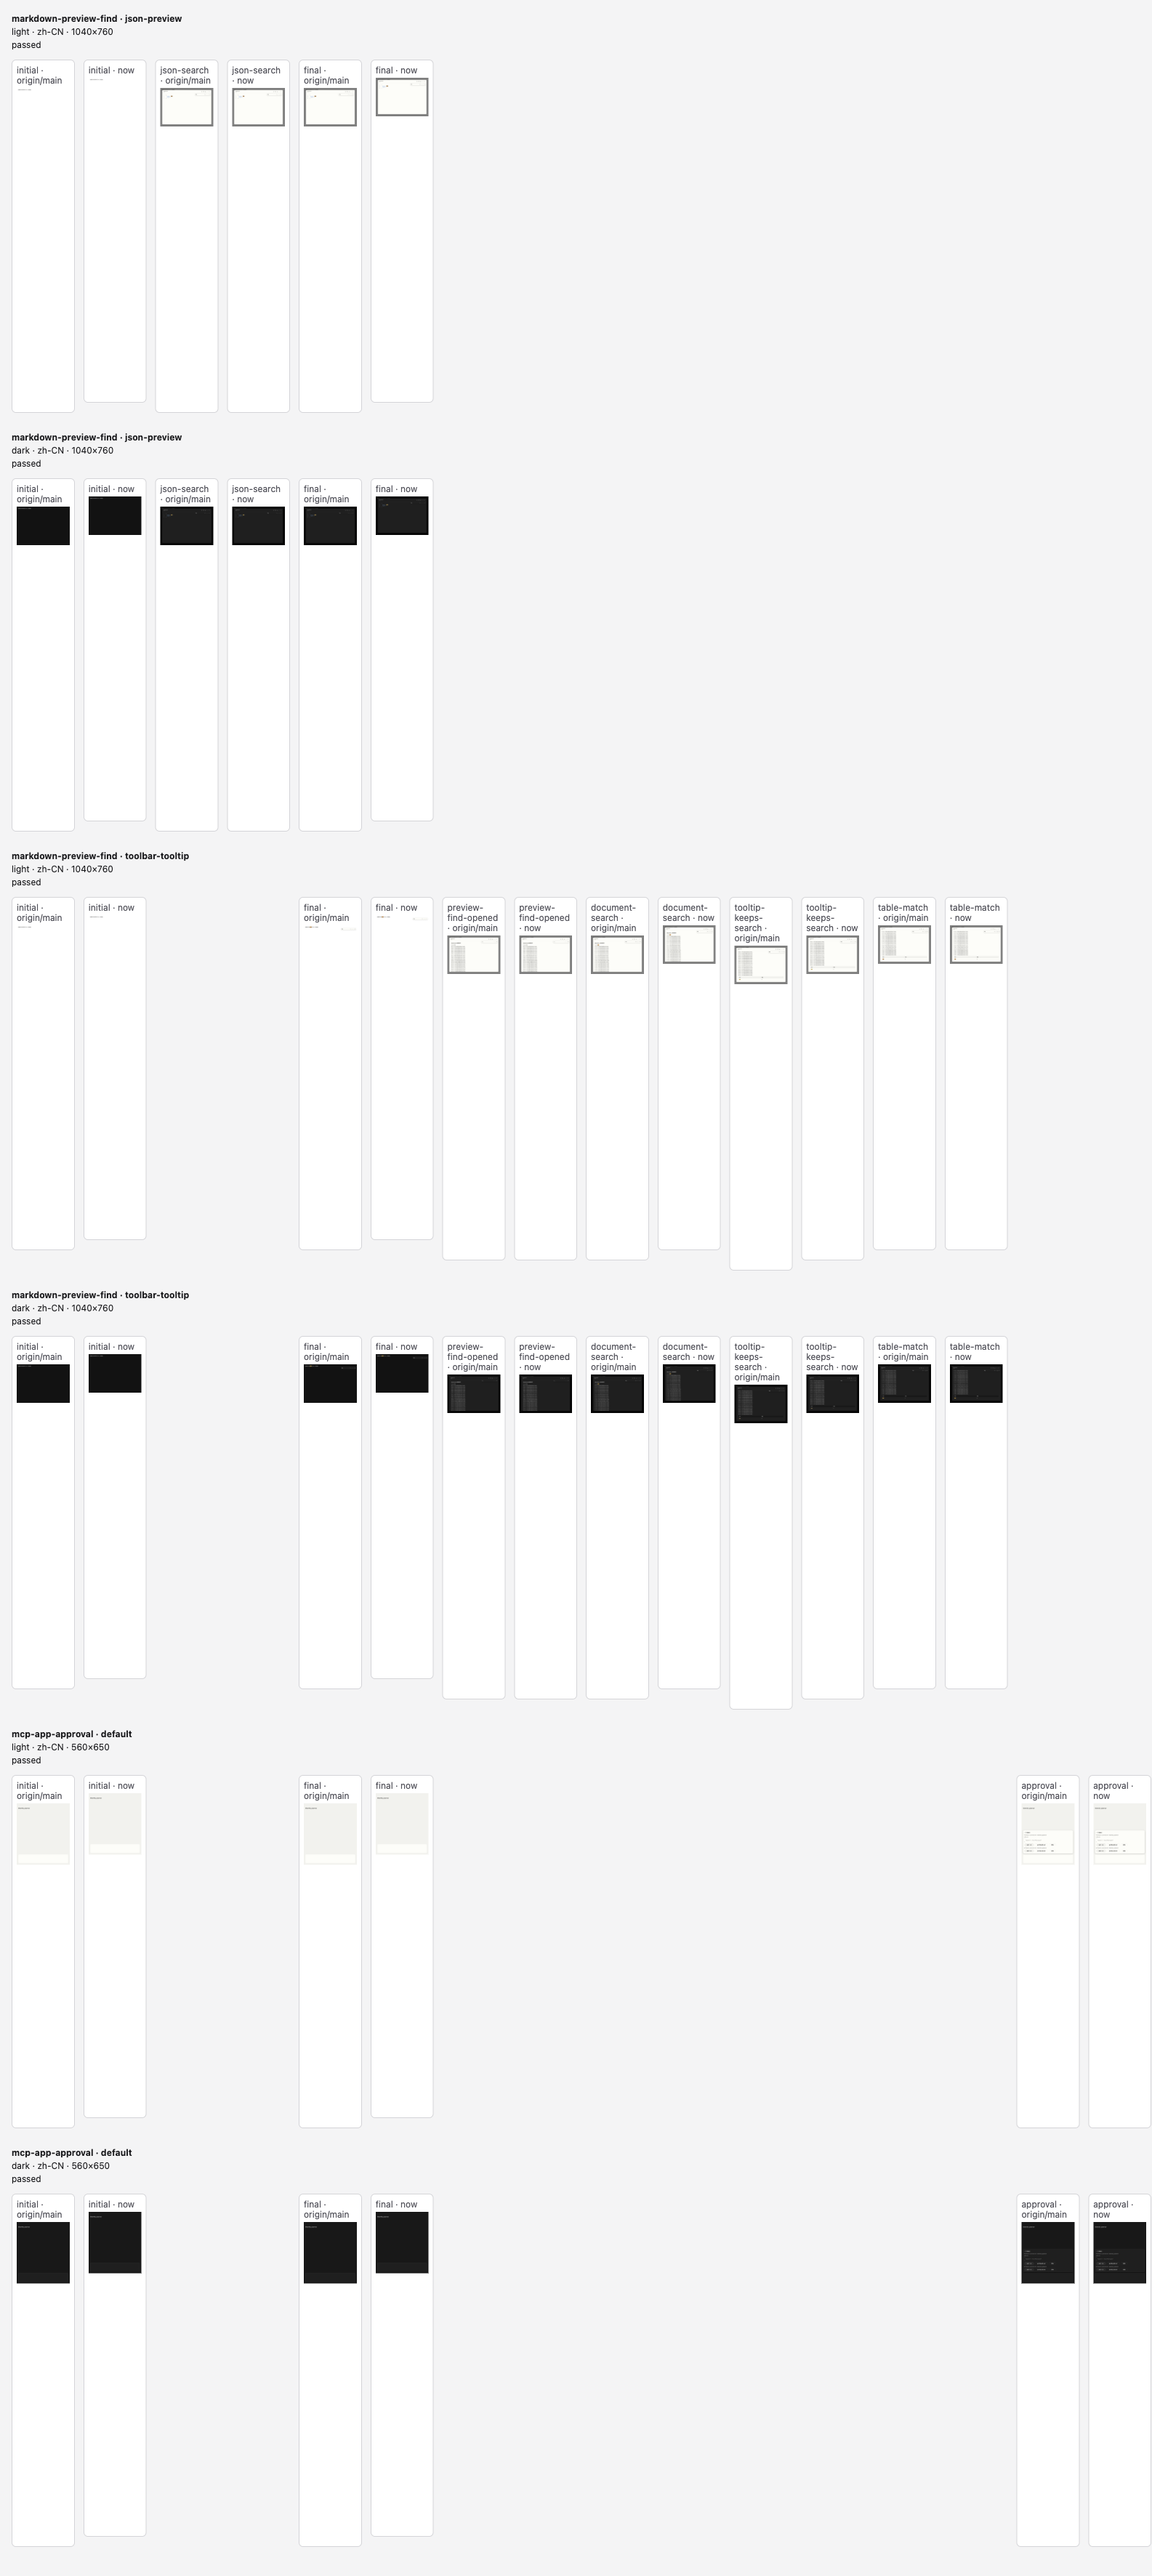 markdown-preview-find · json-preview
light · zh-CN · 1040×760
passed
initial ·
origin/main
initial · now
json-search
· origin/main
json-search
· now
final ·
origin/main
final · now
markdown-preview-find · json-preview
dark · zh-CN · 1040×760
passed
initial ·
origin/main
initial · now
json-search
· origin/main
json-search
· now
final ·
origin/main
final · now
markdown-preview-find · toolbar-tooltip
light · zh-CN · 1040×760
passed
initial ·
origin/main
initial · now
final ·
origin/main
final · now
preview-
find-opened
· origin/main
preview-
find-opened
· now
document-
search ·
origin/main
document-
search · now
tooltip-
keeps-
search ·
origin/main
tooltip-
keeps-
search · now
table-match
· origin/main
table-match
· now
markdown-preview-find · toolbar-tooltip
dark · zh-CN · 1040×760
passed
initial ·
origin/main
initial · now
final ·
origin/main
final · now
preview-
find-opened
· origin/main
preview-
find-opened
· now
document-
search ·
origin/main
document-
search · now
tooltip-
keeps-
search ·
origin/main
tooltip-
keeps-
search · now
table-match
· origin/main
table-match
· now
mcp-app-approval · default
light · zh-CN · 560×650
passed
initial ·
origin/main
initial · now
final ·
origin/main
final · now
approval ·
origin/main
approval ·
now
mcp-app-approval · default
dark · zh-CN · 560×650
passed
initial ·
origin/main
initial · now
final ·
origin/main
final · now
approval ·
origin/main
approval ·
now